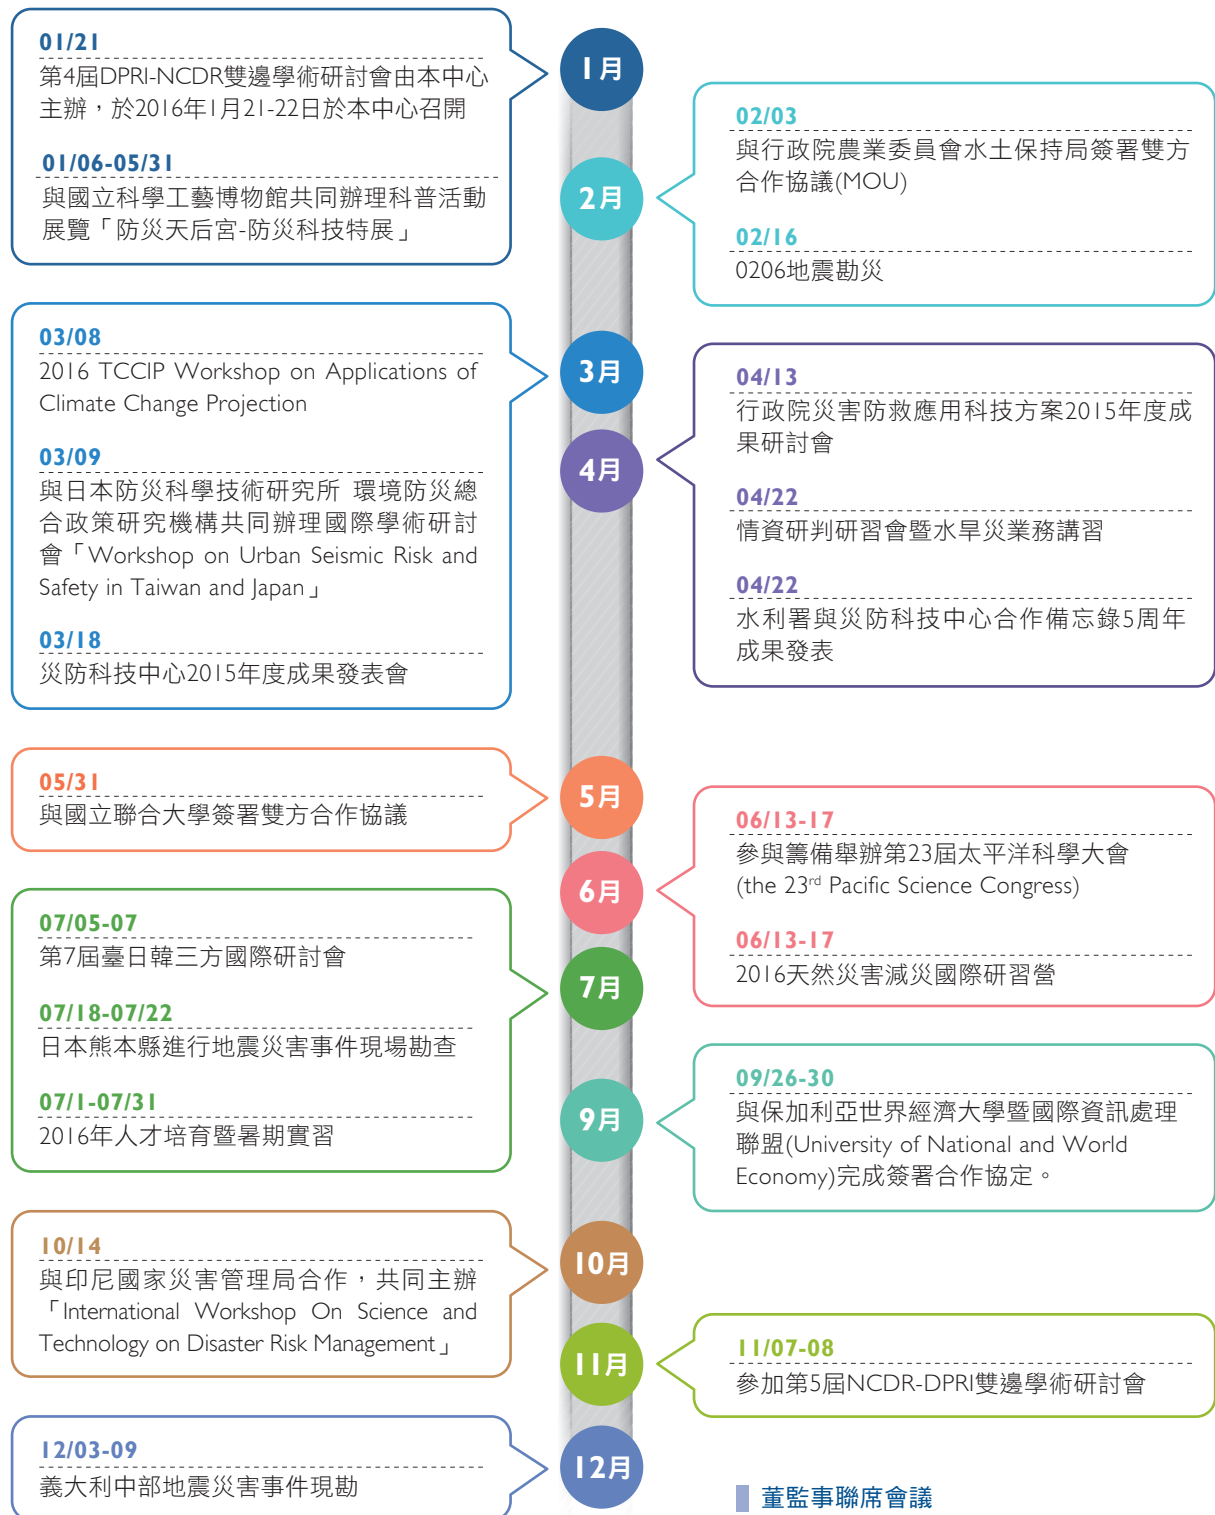 1月
01/21
第4屆DPRI-NCDR雙邊學術研討會由本中心
主辦，於2016年1月21-22日於本中心召開
01/06-05/31
與國立科學工藝博物館共同辦理科普活動
展覽「防災天后宮-防災科技特展」
2月
02/03
與行政院農業委員會水土保持局簽署雙方
合作協議(MOU)
02/16
0206地震勘災
3月
03/08
2016 TCCIP Workshop on Applications of
Climate Change Projection
03/09
與日本防災科學技術研究所 環境防災總
合政策研究機構共同辦理國際學術研討
會「Workshop on Urban Seismic Risk and
Safety in Taiwan and Japan」
03/18
災防科技中心2015年度成果發表會
4月
04/13
行政院災害防救應用科技方案2015年度成
果研討會
04/22
情資研判研習會暨水旱災業務講習
04/22
水利署與災防科技中心合作備忘錄5周年
成果發表
5月
05/31
與國立聯合大學簽署雙方合作協議
6月
06/13-17
參與籌備舉辦第23屆太平洋科學大會
(the 23rd Pacific Science Congress)
06/13-17
2016天然災害減災國際研習營
7月
07/05-07
第7屆臺日韓三方國際研討會
07/18-07/22
日本熊本縣進行地震災害事件現場勘查
07/1-07/31
2016年人才培育暨暑期實習
9月
09/26-30
與保加利亞世界經濟大學暨國際資訊處理
聯盟(University of National and World
Economy)完成簽署合作協定。
10月
10/14
與印尼國家災害管理局合作，共同主辦
「International Workshop On Science and
Technology on Disaster Risk Management」
11月
11/07-08
參加第5屆NCDR-DPRI雙邊學術研討會
12月
12/03-09
義大利中部地震災害事件現勘
董監事聯席會議